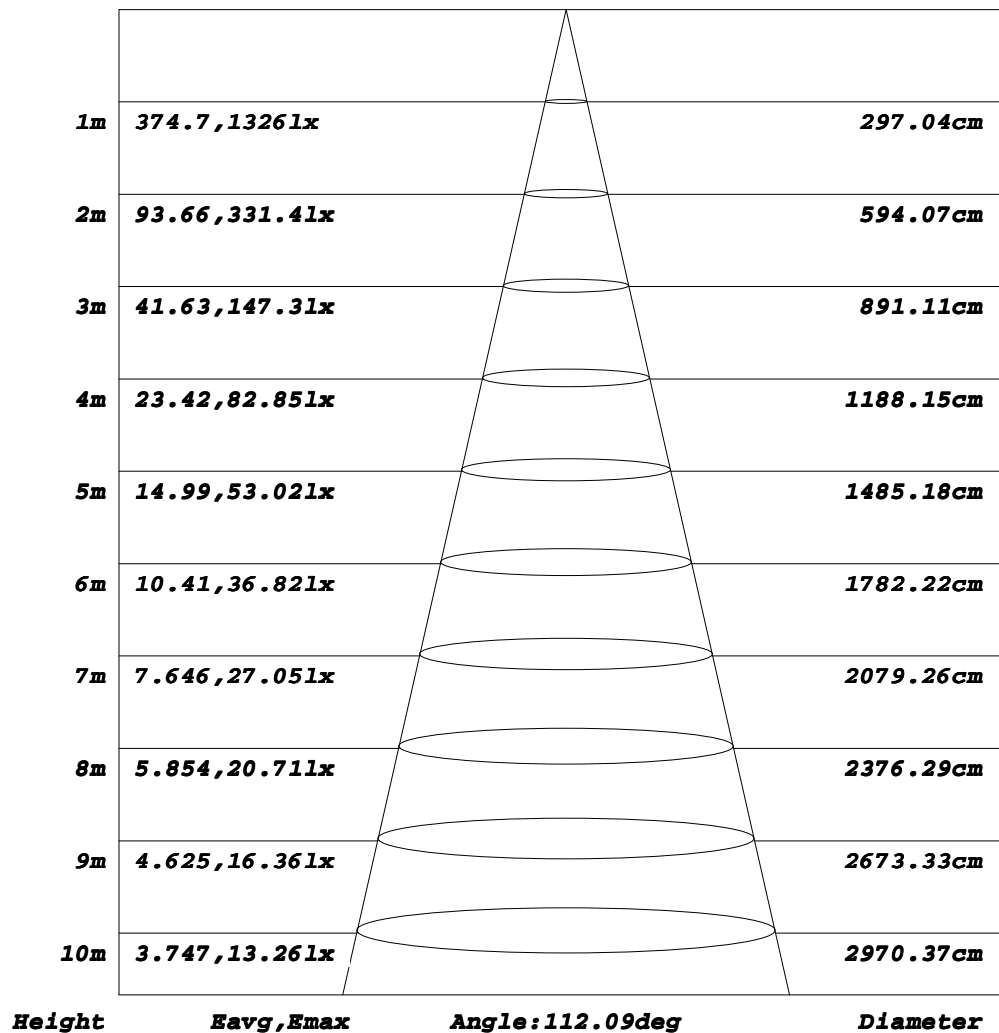 1m 374.7,1326lx 297.04cm
2m 93.66,331.4lx 594.07cm
3m 41.63,147.3lx 891.11cm
4m 23.42,82.85lx 1188.15cm
5m 14.99,53.02lx 1485.18cm
6m 10.41,36.82lx 1782.22cm
7m 7.646,27.05lx 2079.26cm
8m 5.854,20.71lx 2376.29cm
9m 4.625,16.36lx 2673.33cm
10m 3.747,13.26lx 2970.37cm
Height Eavg,Emax Angle:112.09deg Diameter